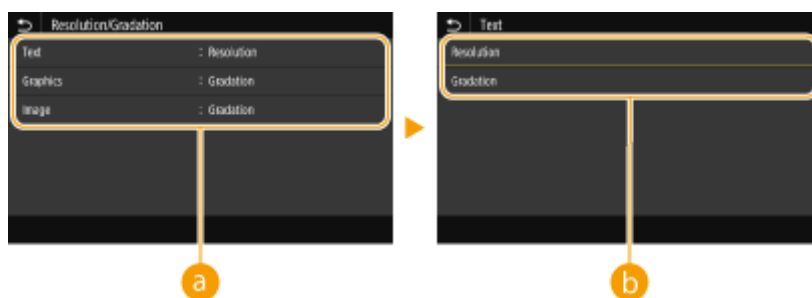 Resolution/Gradation
Text : Resolution
Graphics : Gradation
Image : Gradation
a
Text
Resolution
Gradation
b